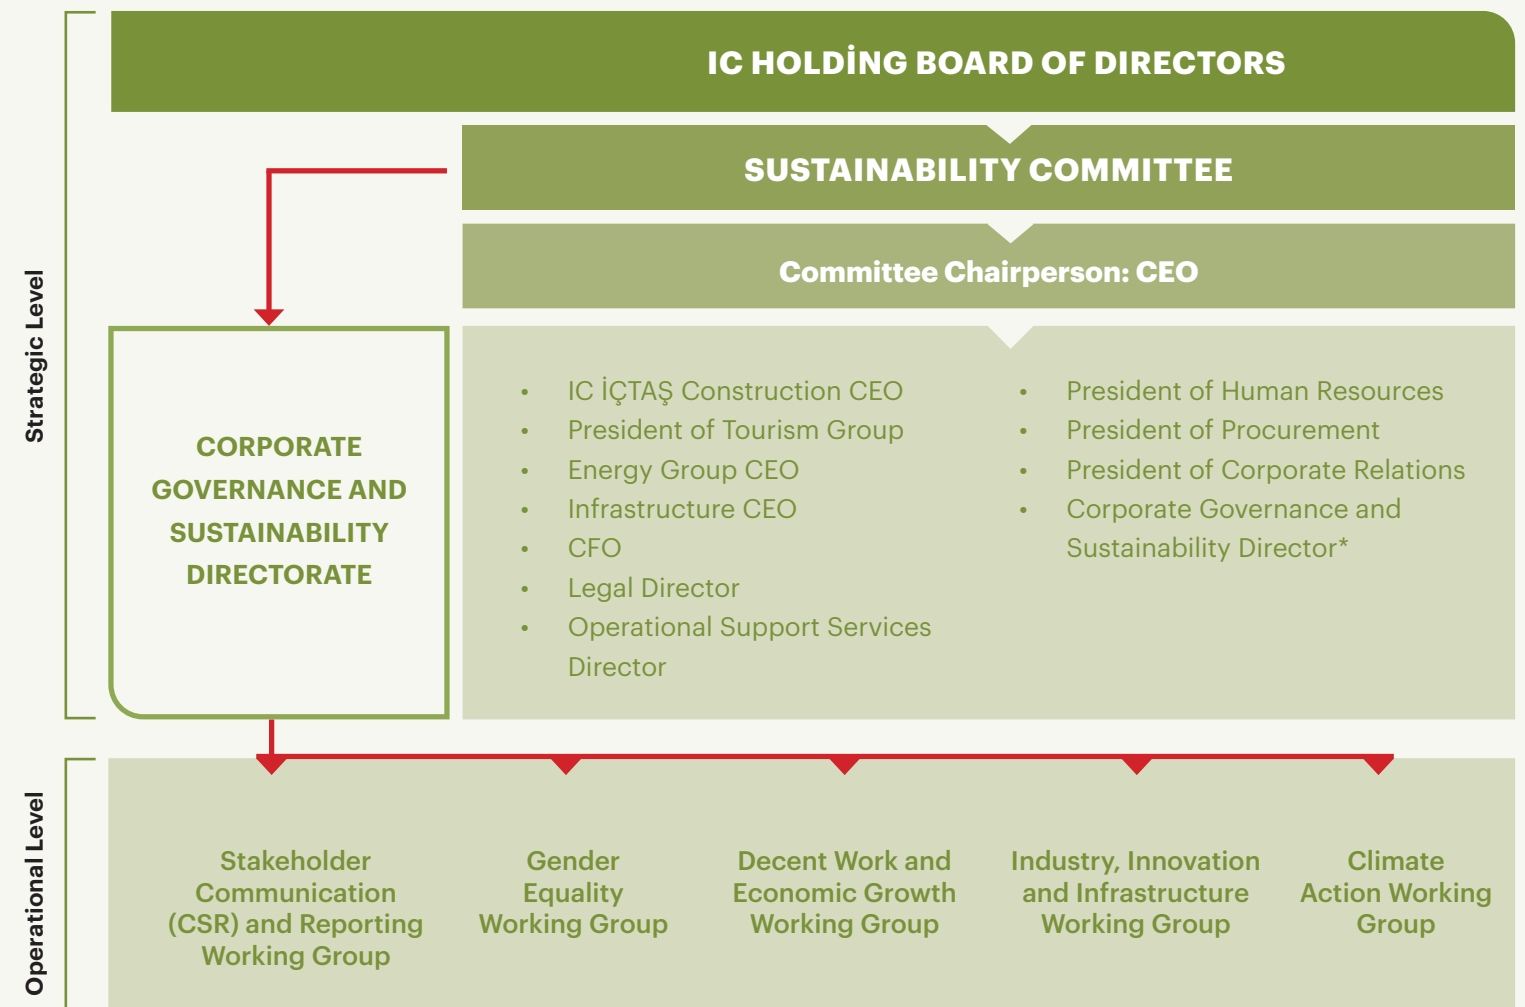 IC HOLDİNG BOARD OF DIRECTORS
SUSTAINABILITY COMMITTEE
Committee Chairperson: CEO
Strategic Level
CORPORATE
GOVERNANCE AND
SUSTAINABILITY
DIRECTORATE
• IC İÇTAŞ Construction CEO
• President of Tourism Group
• Energy Group CEO
• Infrastructure CEO
• CFO
• Legal Director
• Operational Support Services
Director
• President of Human Resources
• President of Procurement
• President of Corporate Relations
• Corporate Governance and
Sustainability Director*
Operational Level
Stakeholder
Communication
(CSR) and Reporting
Working Group
Gender
Equality
Working Group
Decent Work and
Economic Growth
Working Group
Industry, Innovation
and Infrastructure
Working Group
Climate
Action Working
Group